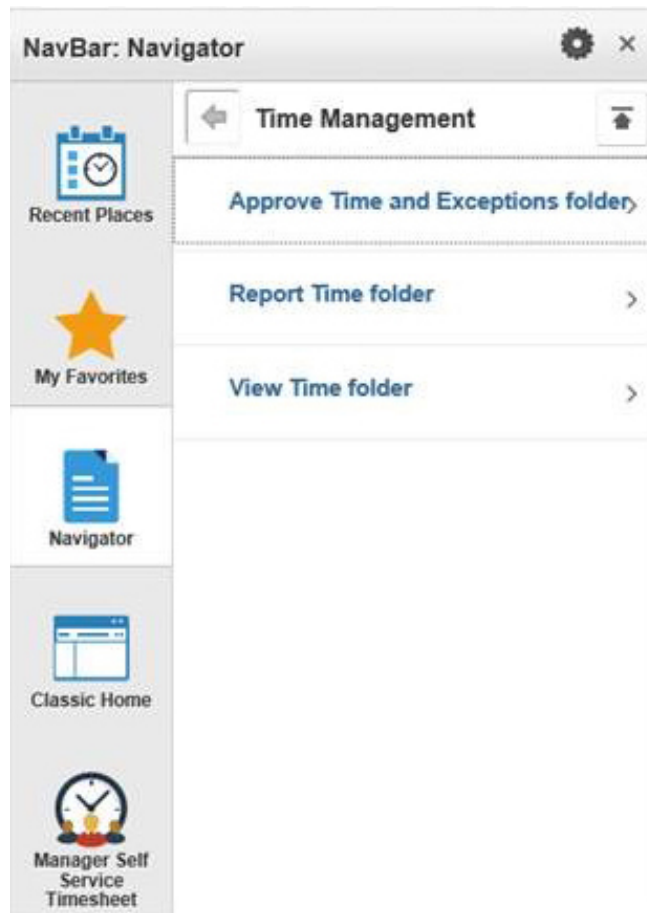 NavBar: Navigator
Time Management
Recent Places
Approve Time and Exceptions folder
Report Time folder
My Favorites
View Time folder
Navigator
Classic Home
Manager Self
Service
Timesheet